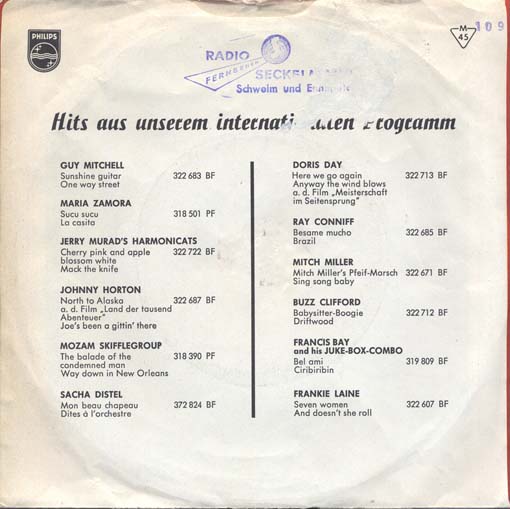 PHILIPS
RADIO
FERNSEHEN
Schwelm und
M
45
109
Hits aus unserem Programm
GUY MITCHELL
Sunshine guitar 322 683 BF
One way street
MARIA ZAMORA
Sucu sucu 318 501 PF
La casita
JERRY MURAD'S HARMONICATS
Cherry pink and apple 322 722 BF
blossom white
Mack the knife
JOHNNY HORTON
North to Alaska 322 687 BF
a. d. Film „Land der tausend
Abenteuer"
Joe's been a gittin' there
MOZAM SKIFFLEGROUP
The balade of the 318 390 PF
condemned man
Way down in New Orleans
SACHA DISTEL
Mon beau chapeau 372 824 BF
Dites à l'orchestre
DORIS DAY
Here we go again 322 713 BF
Anyway the wind blows
a. d. Film „Meisterschaft
im Seitensprung"
RAY CONNIFF
Besame mucho 322 685 BF
Brazil
MITCH MILLER
Mitch Miller's Pfeif-Marsch 322 671 BF
Sing song baby
BUZZ CLIFFORD
Babysitter-Boogie 322 712 BF
Driftwood
FRANCIS BAY
and his JUKE-BOX-COMBO
Bel ami 319 809 BF
Ciribiribin
FRANKIE LAINE
Seven women 322 607 BF
And doesn't she roll